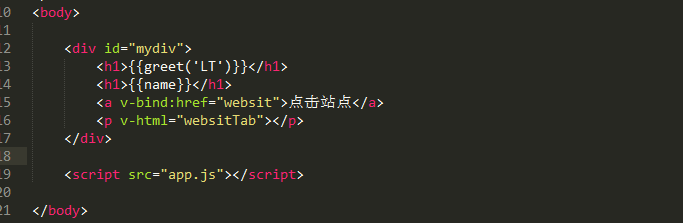 10 <body>
11
12 <div id="mydiv">
13 <h1>{{greet('LT')}}</h1>
14 <h1>{{name}}</h1>
15 <a v-bind:href="websit">点击站点</a>
16 <p v-html="websitTab"></p>
17 </div>
18
19 <script src="app.js"></script>
20
21 </body>